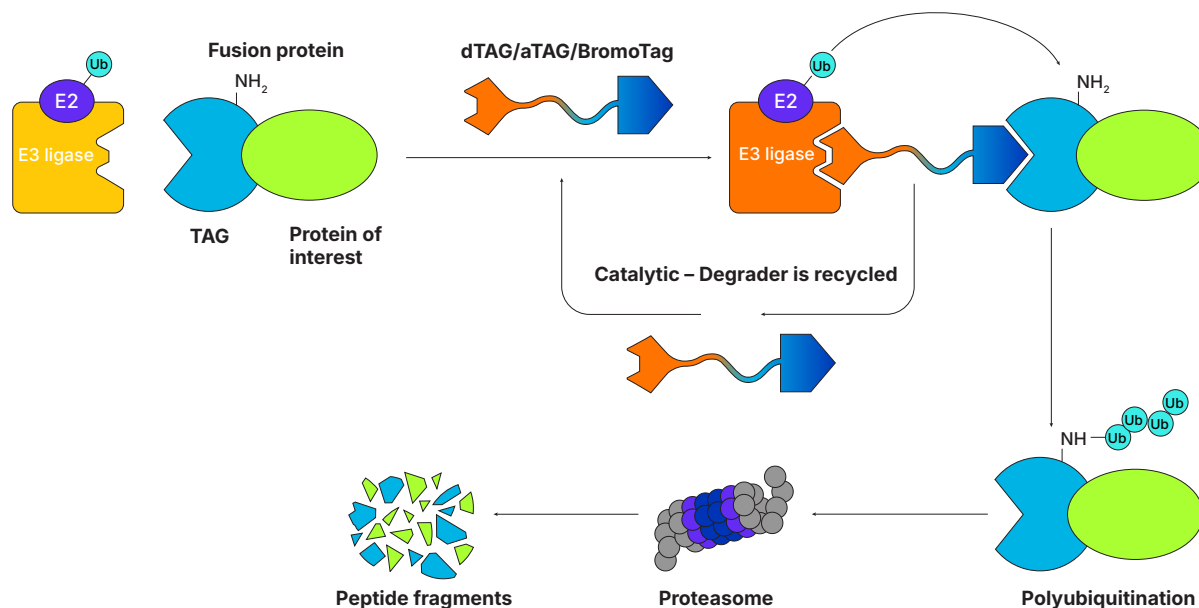 Fusion protein
dTAG/aTAG/BromoTag
Ub
Ub
NH2
NH2
E2
E2
E3 ligase
E3 ligase
TAG
Protein of
interest
Catalytic – Degrader is recycled
NH
Ub
Ub
Ub
Ub
Peptide fragments
Proteasome
Polyubiquitination